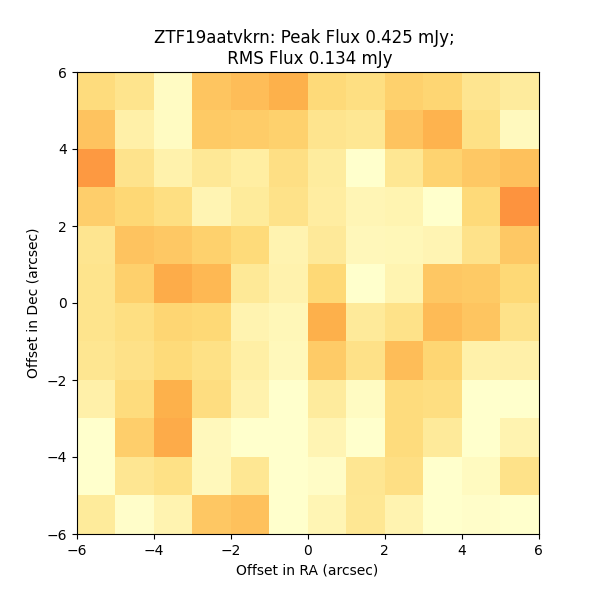 ZTF19aatvkrn: Peak Flux 0.425 mJy;
RMS Flux 0.134 mJy
6
4
2
0
−2
−4
−6
Offset in Dec (arcsec)
−6 −4 −2 0 2 4 6
Offset in RA (arcsec)